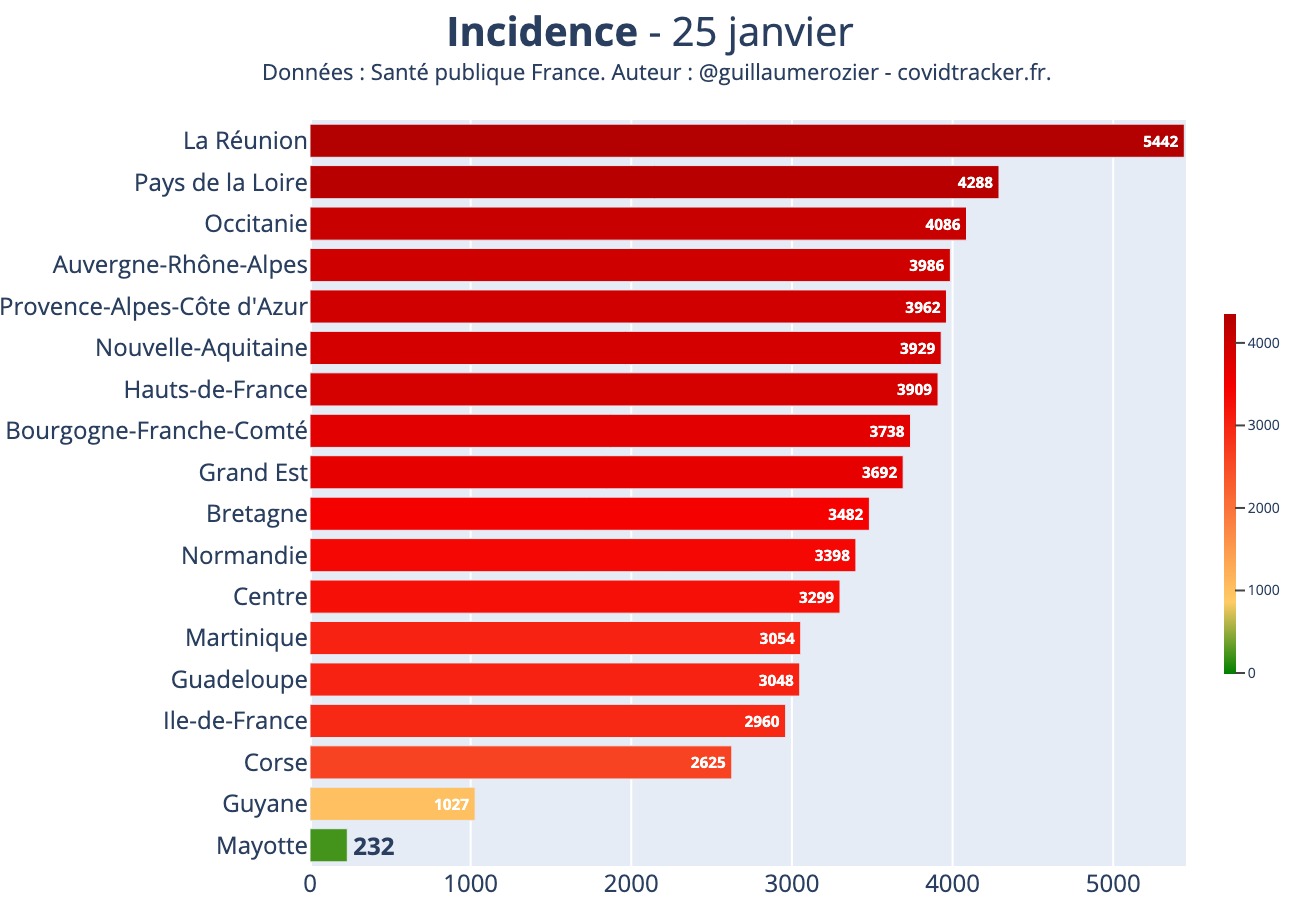 Incidence - 25 janvier
Données : Santé publique France. Auteur : @guillaumerozier - covidtracker.fr.
La Réunion 5442
Pays de la Loire 4288
Occitanie 4086
Auvergne-Rhône-Alpes 3986
Provence-Alpes-Côte d'Azur 3962
Nouvelle-Aquitaine 3929
Hauts-de-France 3909
Bourgogne-Franche-Comté 3738
Grand Est 3692
Bretagne 3482
Normandie 3398
Centre 3299
Martinique 3054
Guadeloupe 3048
Ile-de-France 2960
Corse 2625
Guyane 1027
Mayotte 232
0 1000 2000 3000 4000 5000
4000
3000
2000
1000
0